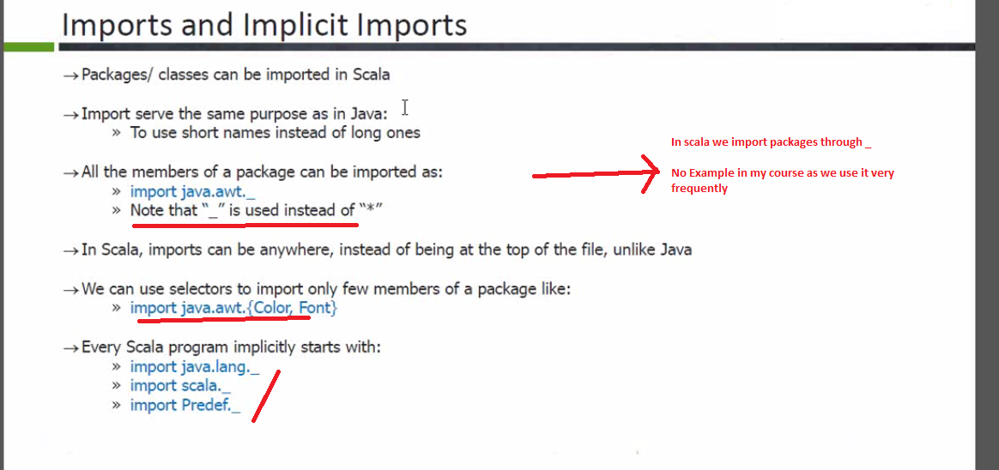 Imports and Implicit Imports
→Packages/ classes can be imported in Scala
→Import serve the same purpose as in Java:
» To use short names instead of long ones
→All the members of a package can be imported as:
» import java.awt._
» Note that "_" is used instead of "*"
In scala we import packages through _
No Example in my course as we use it very
frequently
→In Scala, imports can be anywhere, instead of being at the top of the file, unlike Java
→We can use selectors to import only few members of a package like:
» import java.awt.{Color, Font}
→Every Scala program implicitly starts with:
» import java.lang._
» import scala._
» import Predef._